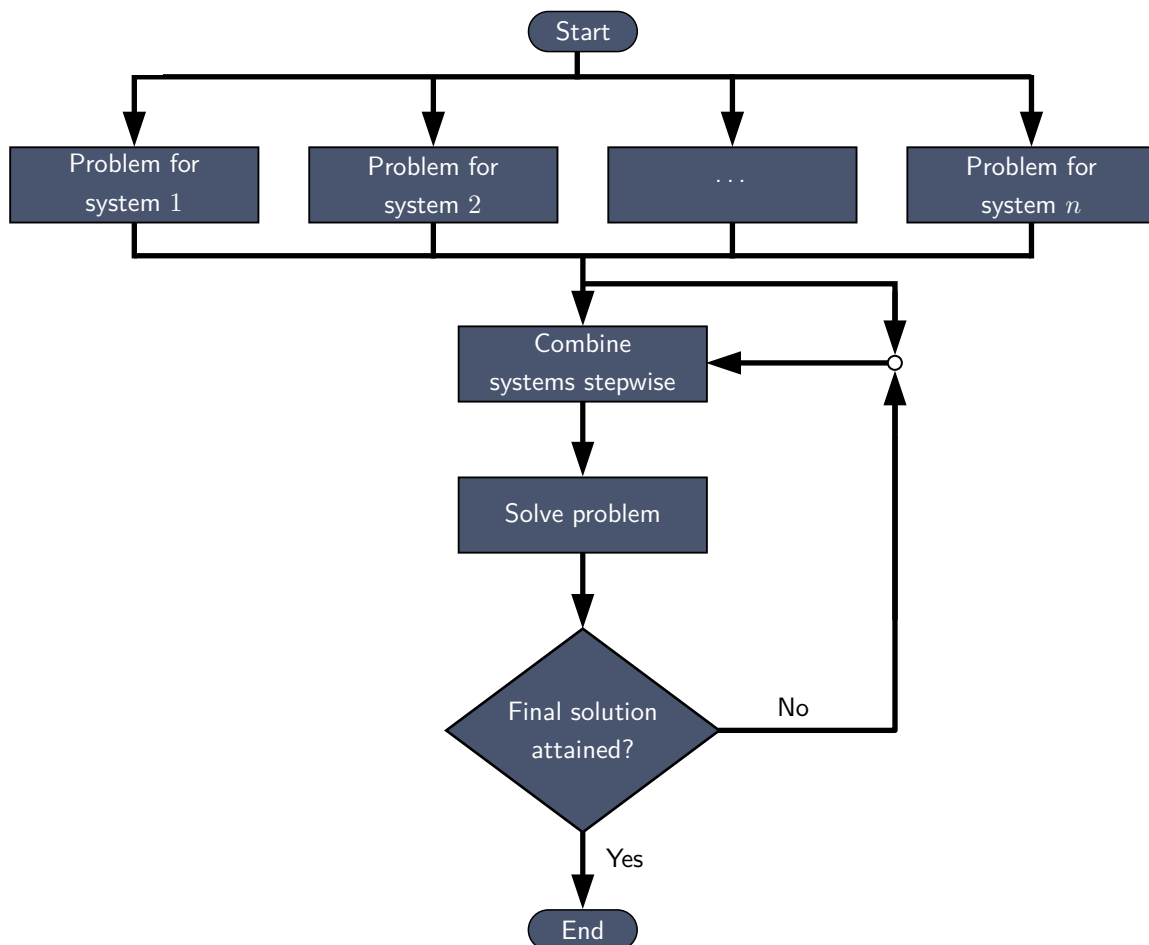 Start
Problem for
system 1
Problem for
system 2
. . .
Problem for
system n
Combine
systems stepwise
Solve problem
Final solution
attained?
No
Yes
End